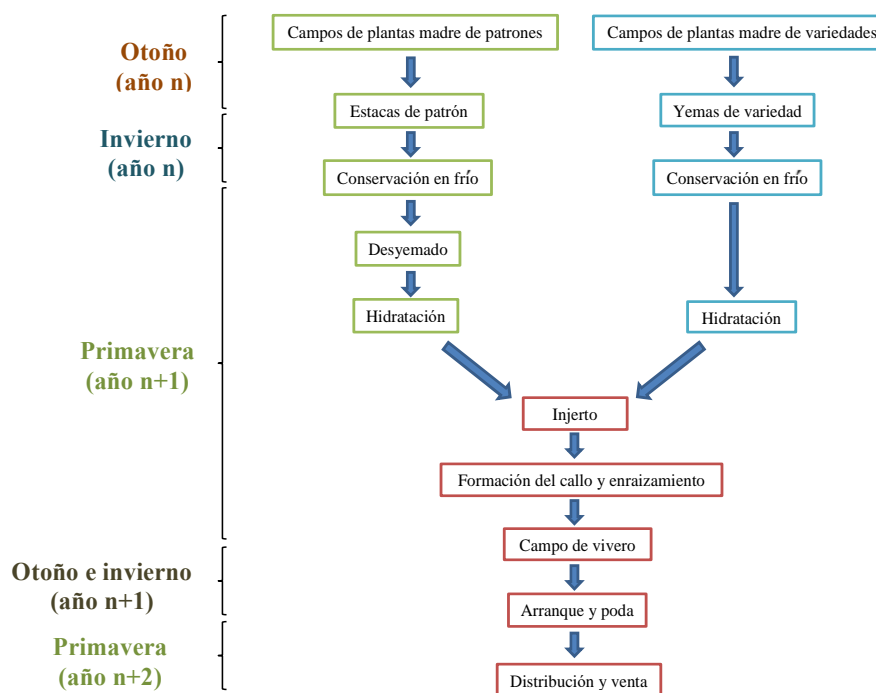 Campos de plantas madre de patrones
Campos de plantas madre de variedades
Otoño
(año n)
Estacas de patrón
Yemas de variedad
Invierno
(año n)
Conservación en frío
Conservación en frío
Desyemado
Hidratación
Hidratación
Primavera
(año n+1)
Injerto
Formación del callo y enraizamiento
Campo de vivero
Otoño e invierno
(año n+1)
Arranque y poda
Primavera
(año n+2)
Distribución y venta